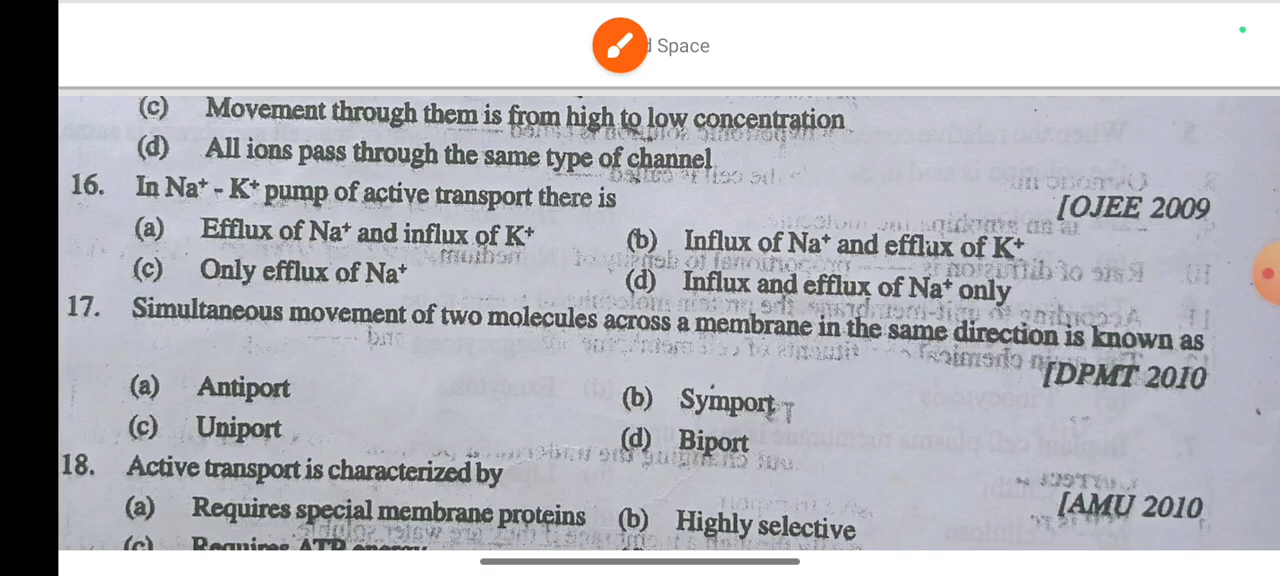 Space
(c) Movement through them is from high to low concentration
(d) All ions pass through the same type of channel
16. In Na⁺ - K⁺ pump of active transport there is [OJEE 2009
(a) Efflux of Na⁺ and influx of K⁺ (b) Influx of Na⁺ and efflux of K⁺
(c) Only efflux of Na⁺ (d) Influx and efflux of Na⁺ only
17. Simultaneous movement of two molecules across a membrane in the same direction is known as
[DPMT 2010
(a) Antiport (b) Symport
(c) Uniport (d) Biport
18. Active transport is characterized by [AMU 2010
(a) Requires special membrane proteins (b) Highly selective
(c) Requires ATP energy